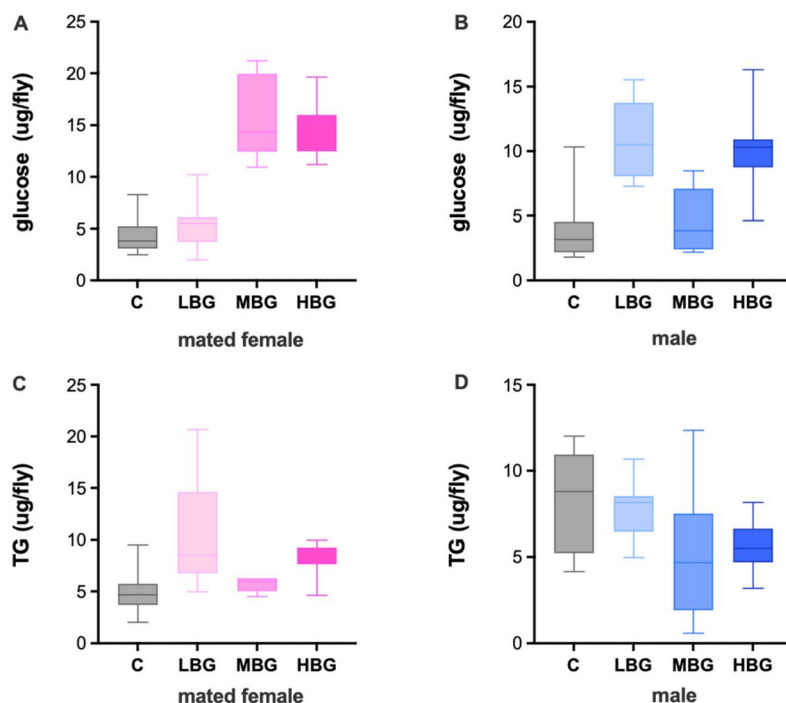 A
glucose (ug/fly)
25
20
15
10
5
0
C LBG MBG HBG
mated female
B
glucose (ug/fly)
20
15
10
5
0
C LBG MBG HBG
male
C
TG (ug/fly)
25
20
15
10
5
0
C LBG MBG HBG
mated female
D
TG (ug/fly)
15
10
5
0
C LBG MBG HBG
male